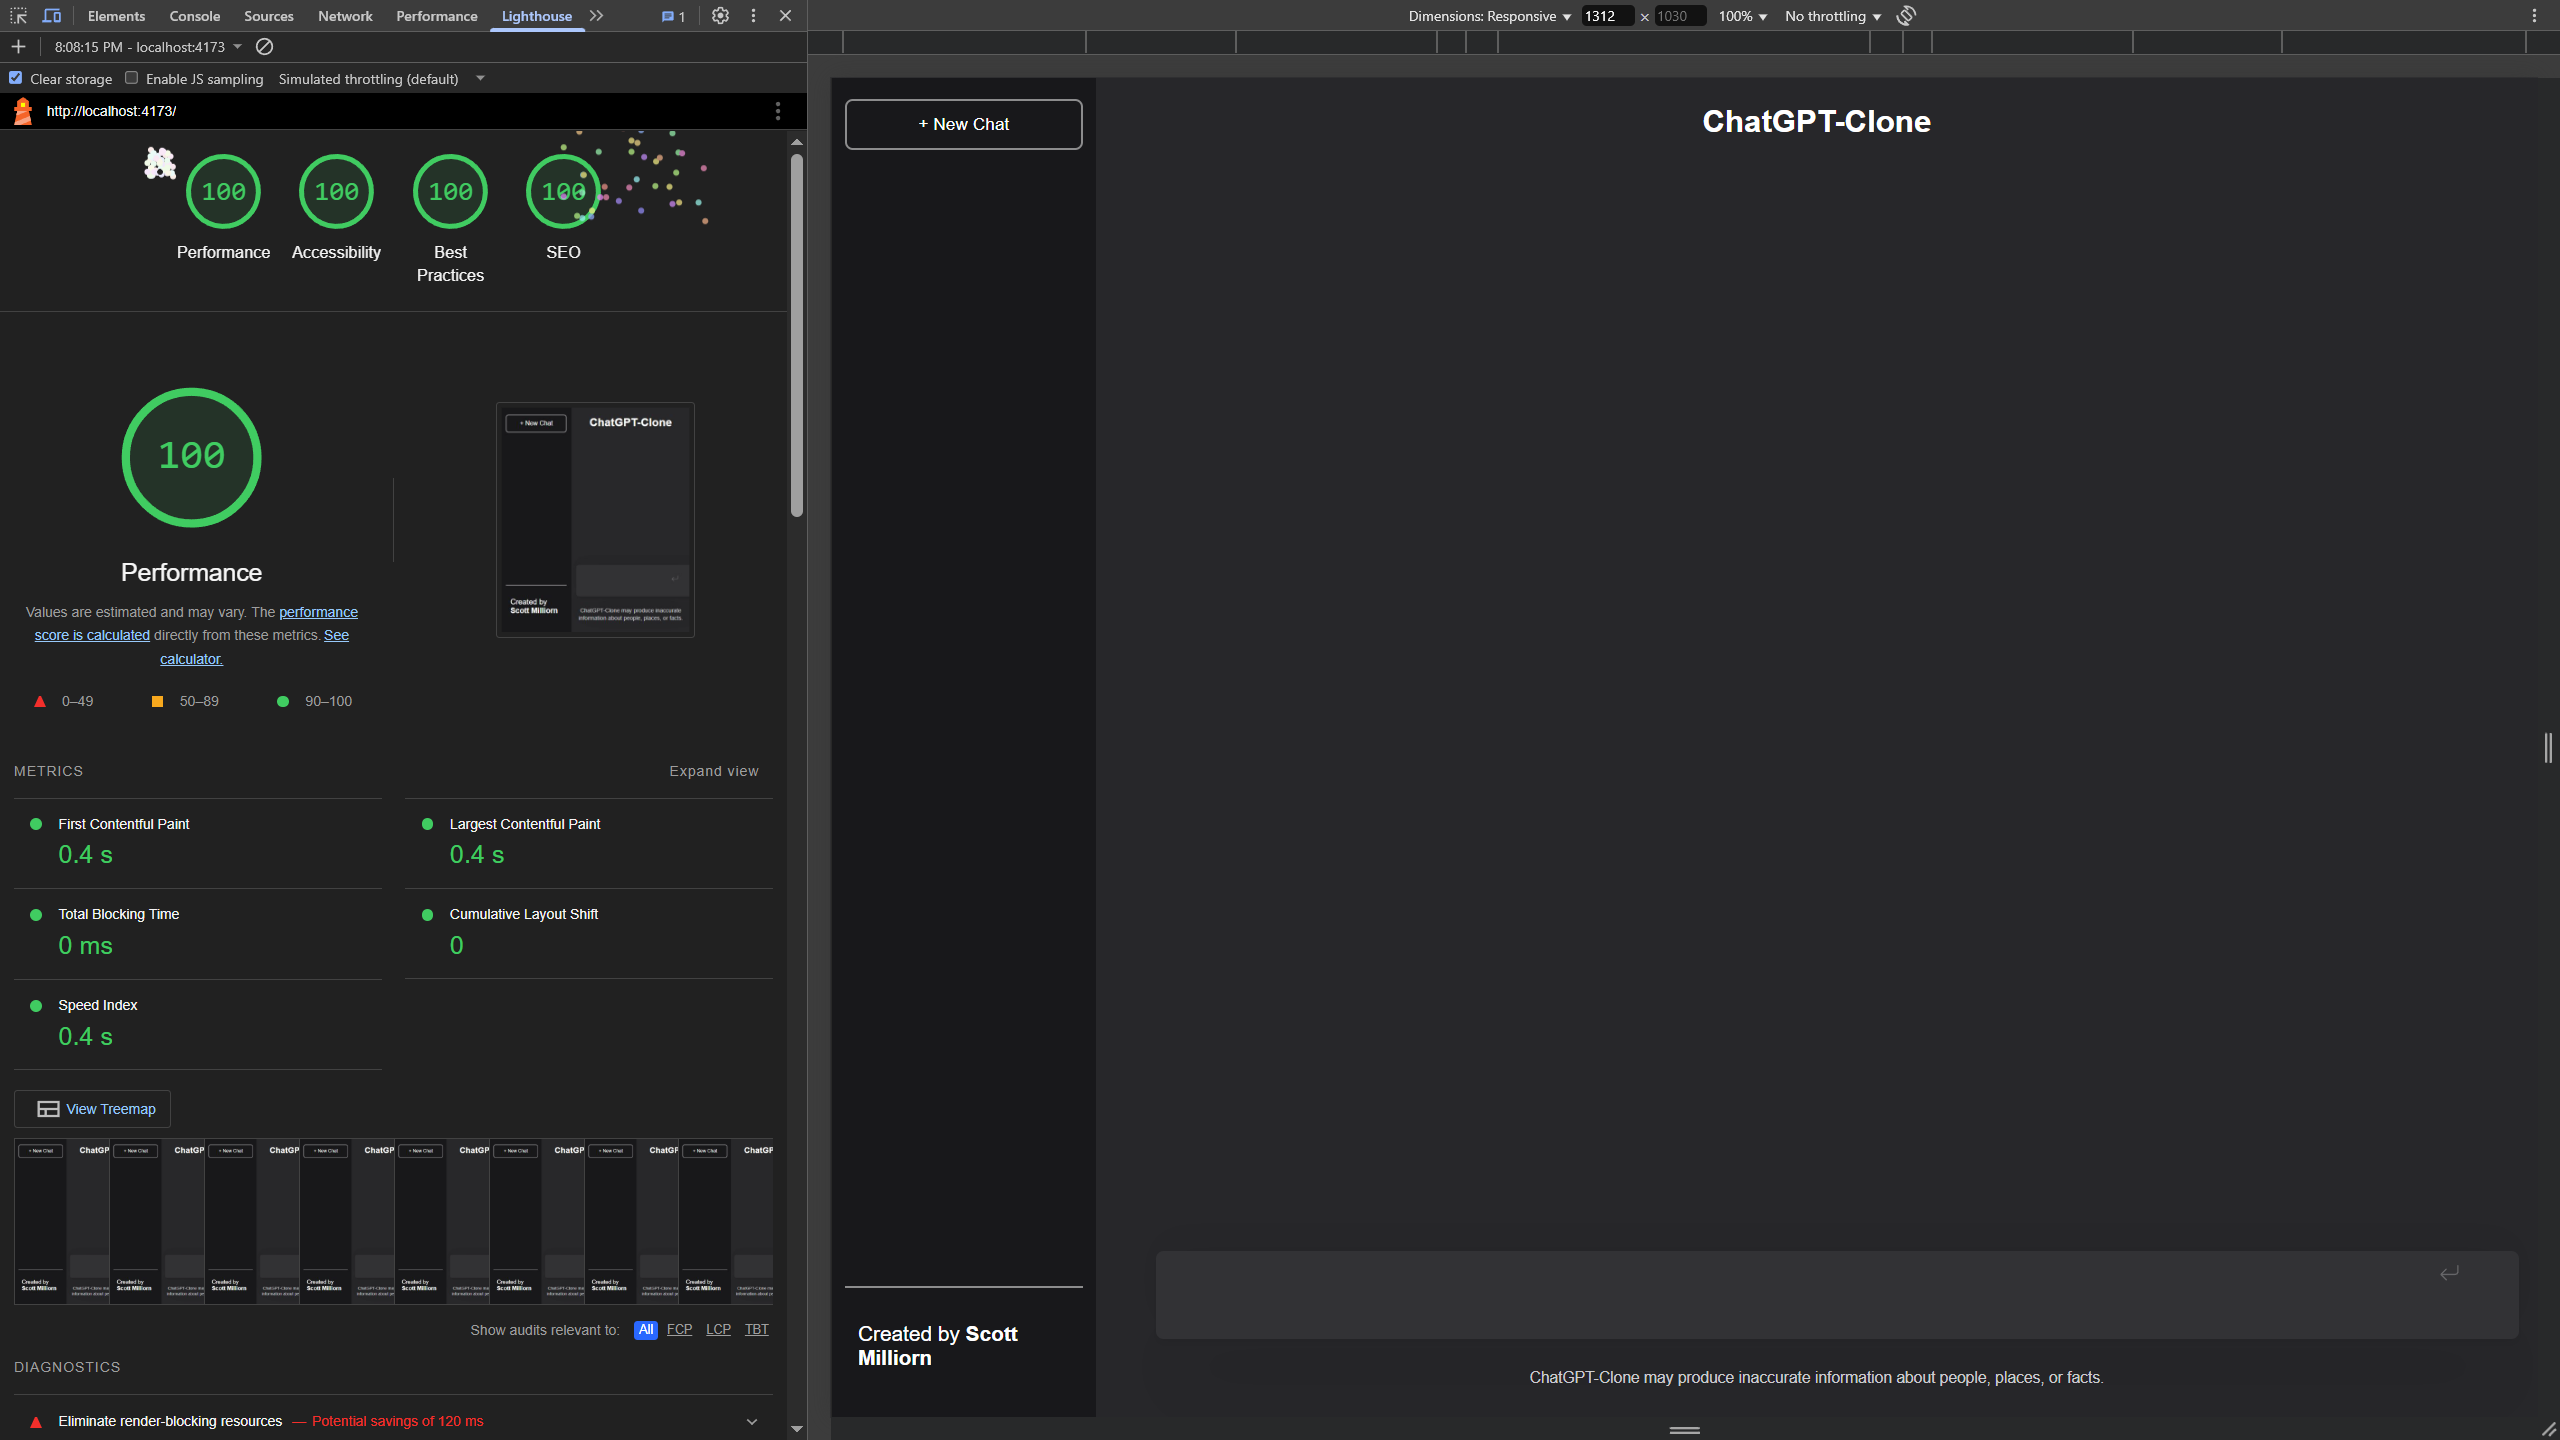 Elements Console Sources Network Performance Lighthouse 1
8:08:15 PM - localhost:4173
Clear storage Enable JS sampling Simulated throttling (default)
http://localhost:4173/
100 100 100 100
Performance Accessibility Best Practices SEO
100
Performance
Values are estimated and may vary. The performance
score is calculated directly from these metrics. See
calculator.
0–49 50–89 90–100
+ New Chat
ChatGPT-Clone
Created by
Scott Milliorn
ChatGPT-Clone may produce inaccurate
information about people, places, or facts.
METRICS
Expand view
First Contentful Paint
0.4 s
Largest Contentful Paint
0.4 s
Total Blocking Time
0 ms
Cumulative Layout Shift
0
Speed Index
0.4 s
View Treemap
Show audits relevant to: All FCP LCP TBT
DIAGNOSTICS
Eliminate render-blocking resources — Potential savings of 120 ms
Dimensions: Responsive 1312 × 1030 100% No throttling
+ New Chat
ChatGPT-Clone
Created by Scott
Milliorn
ChatGPT-Clone may produce inaccurate information about people, places, or facts.